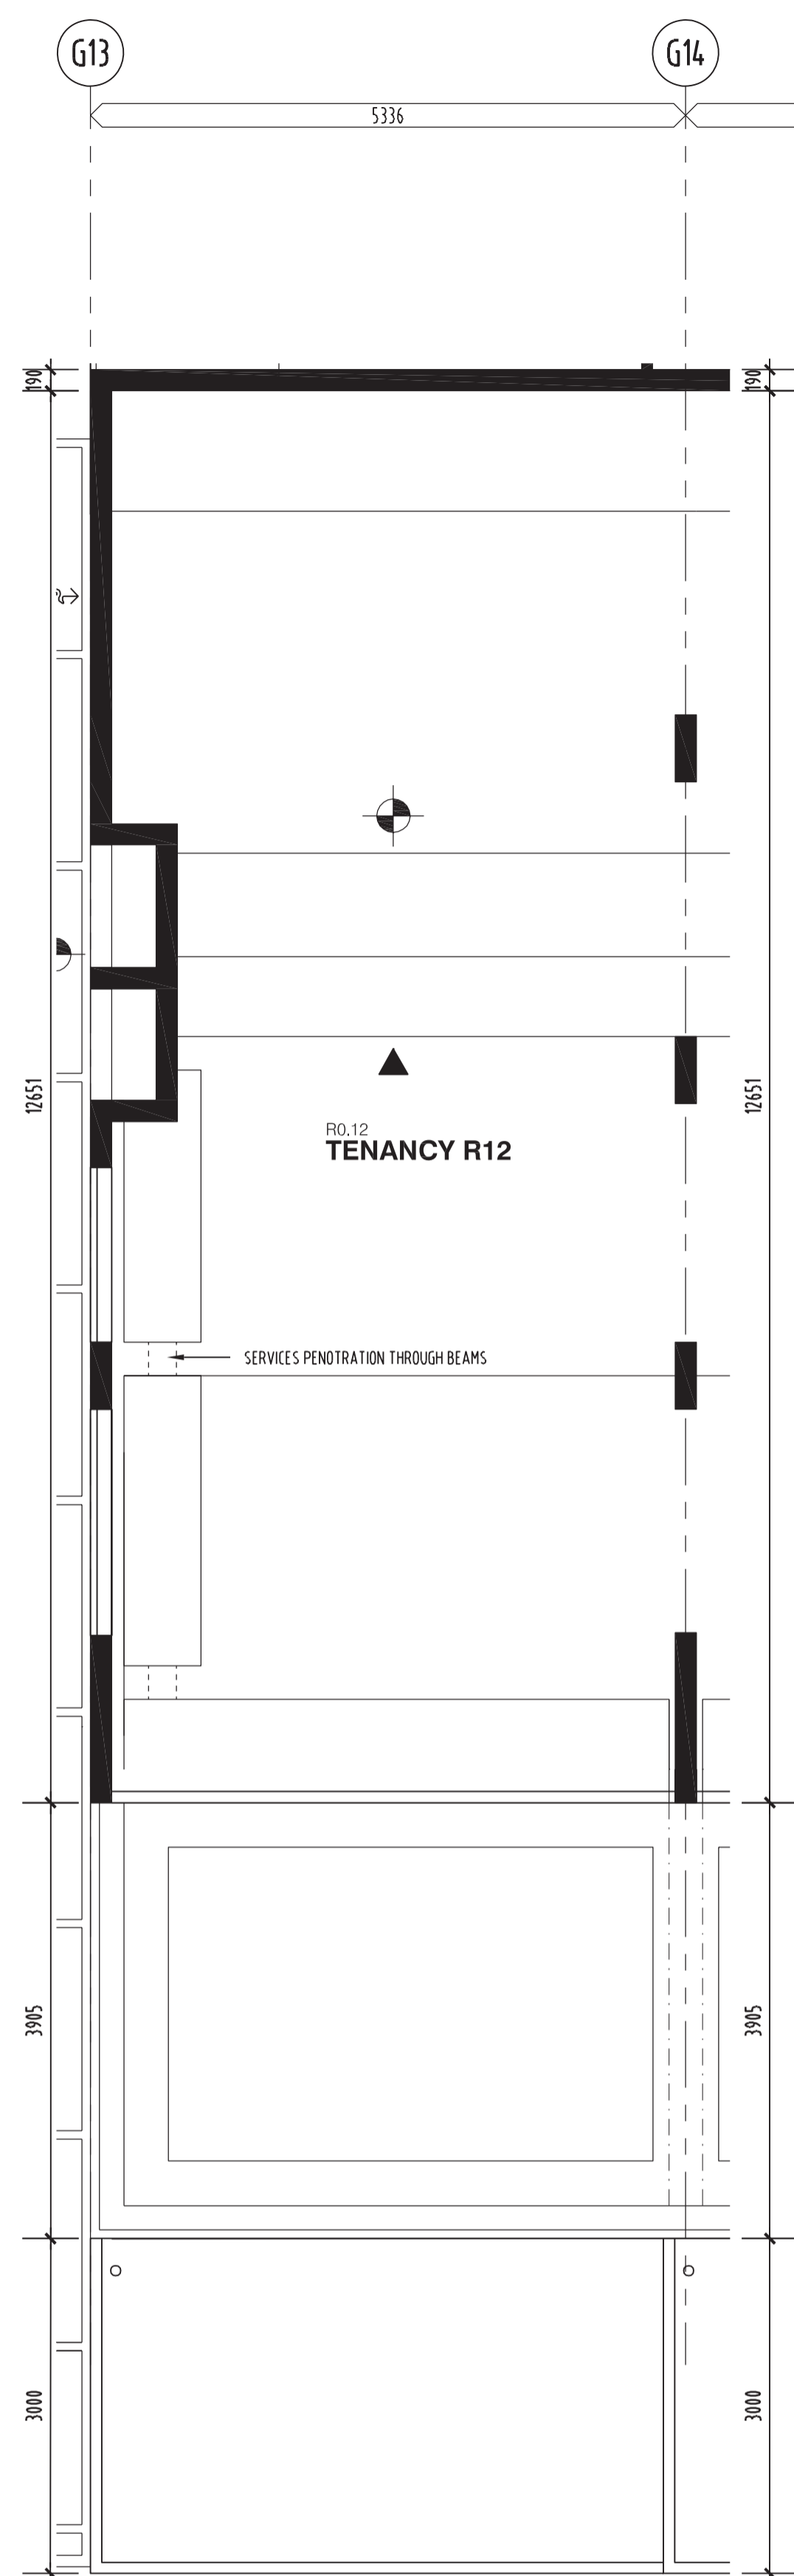 G13
G14
5336
190
190
12651
12651
R0.12
TENANCY R12
SERVICES PENOTRATION THROUGH BEAMS
3905
3905
3000
3000